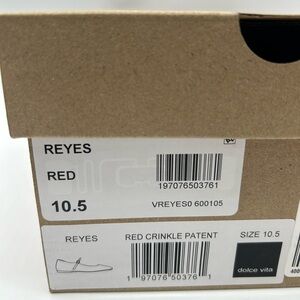 REYES
RED
197076503761
10.5
VREYES0 600105
REYES
RED CRINKLE PATENT
SIZE 10.5
1 97076 50376 1
dolce vita